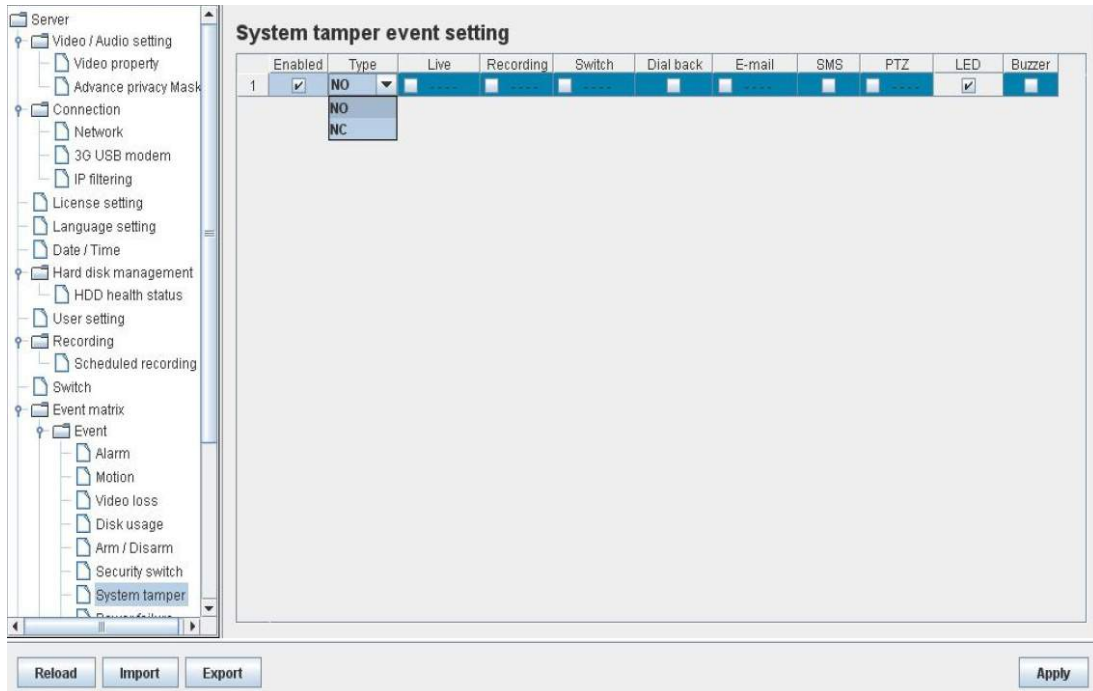 Server
Video / Audio setting
Video property
Advance privacy Mask
Connection
Network
3G USB modem
IP filtering
License setting
Language setting
Date / Time
Hard disk management
HDD health status
User setting
Recording
Scheduled recording
Switch
Event matrix
Event
Alarm
Motion
Video loss
Disk usage
Arm / Disarm
Security switch
System tamper
Power failure
System tamper event setting
Enabled Type Live Recording Switch Dial back E-mail SMS PTZ LED Buzzer
1 NO ---- ---- ---- ---- ----
NO
NC
Reload Import Export Apply